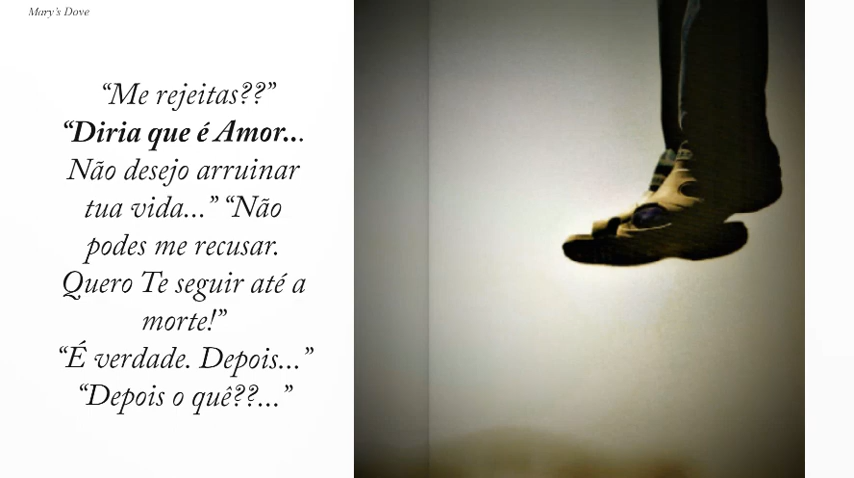 Mary's Dove
“Me rejeitas??”
“Diria que é Amor...
Não desejo arruinar
tua vida...” “Não
podes me recusar.
Quero Te seguir até a
morte!”
“É verdade. Depois...”
“Depois o quê??...”